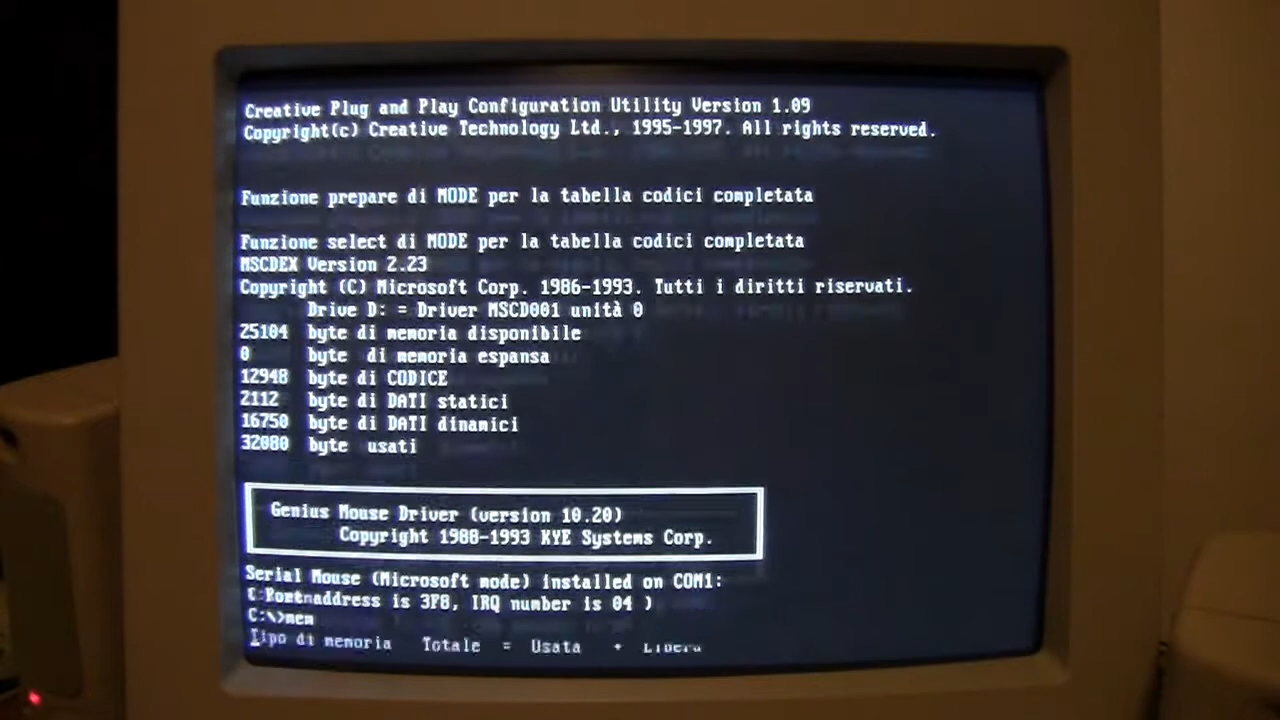 Creative Plug and Play Configuration Utility Version 1.09
Copyright(c) Creative Technology Ltd., 1995-1997. All rights reserved.
Funzione prepare di MODE per la tabella codici completata
Funzione select di MODE per la tabella codici completata
MSCDEX Version 2.23
Copyright (C) Microsoft Corp. 1986-1993. Tutti i diritti riservati.
Drive D: = Driver MSCD001 unità 0
25104 byte di memoria disponibile
0 byte di memoria espansa
12948 byte di CODICE
2112 byte di DATI statici
16750 byte di DATI dinamici
32080 byte usati
Genius Mouse Driver (version 10.20)
Copyright 1988-1993 KYE Systems Corp.
Serial Mouse (Microsoft mode) installed on COM1:
address is 3F8, IRQ number is 04 )
C:\>mem
Tipo di memoria Totale = Usata + Libera